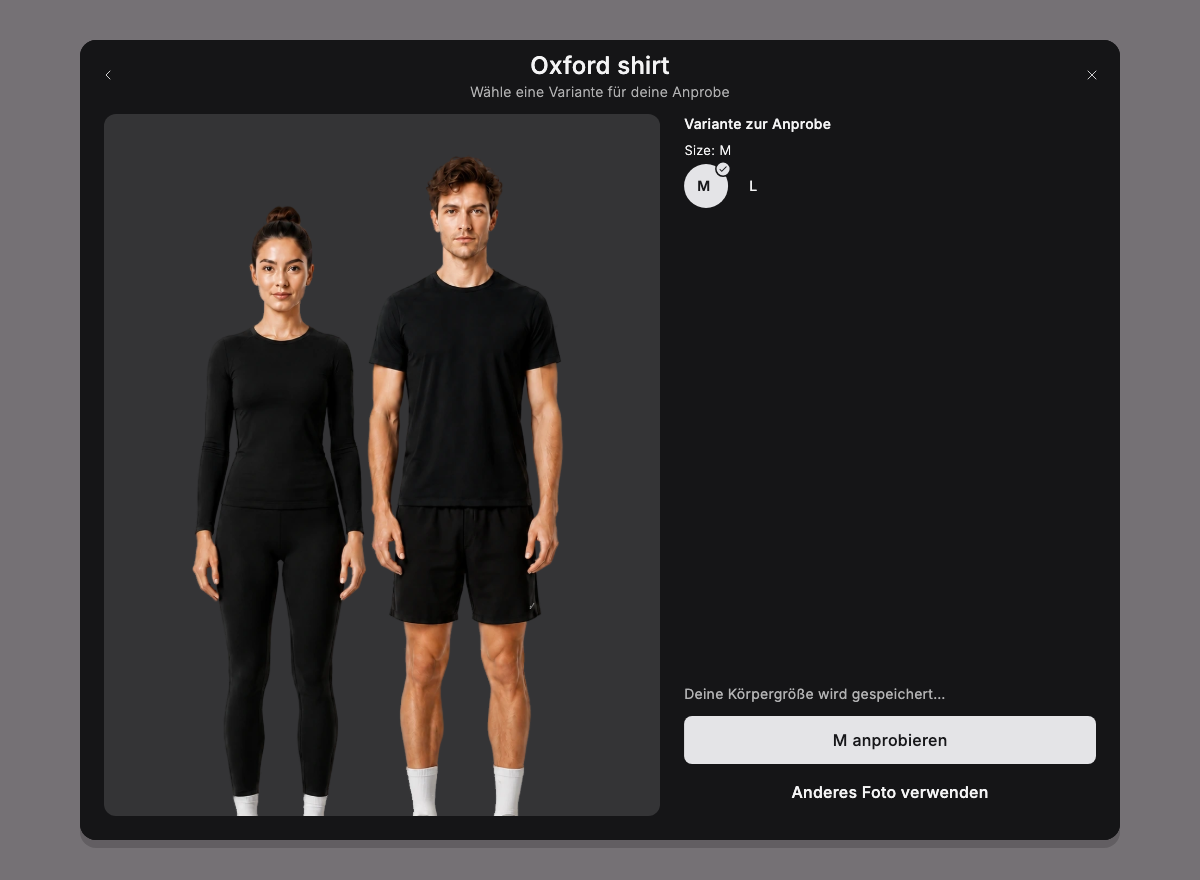 Oxford shirt
Wähle eine Variante für deine Anprobe
Variante zur Anprobe
Size: M
M
L
Deine Körpergröße wird gespeichert...
M anprobieren
Anderes Foto verwenden